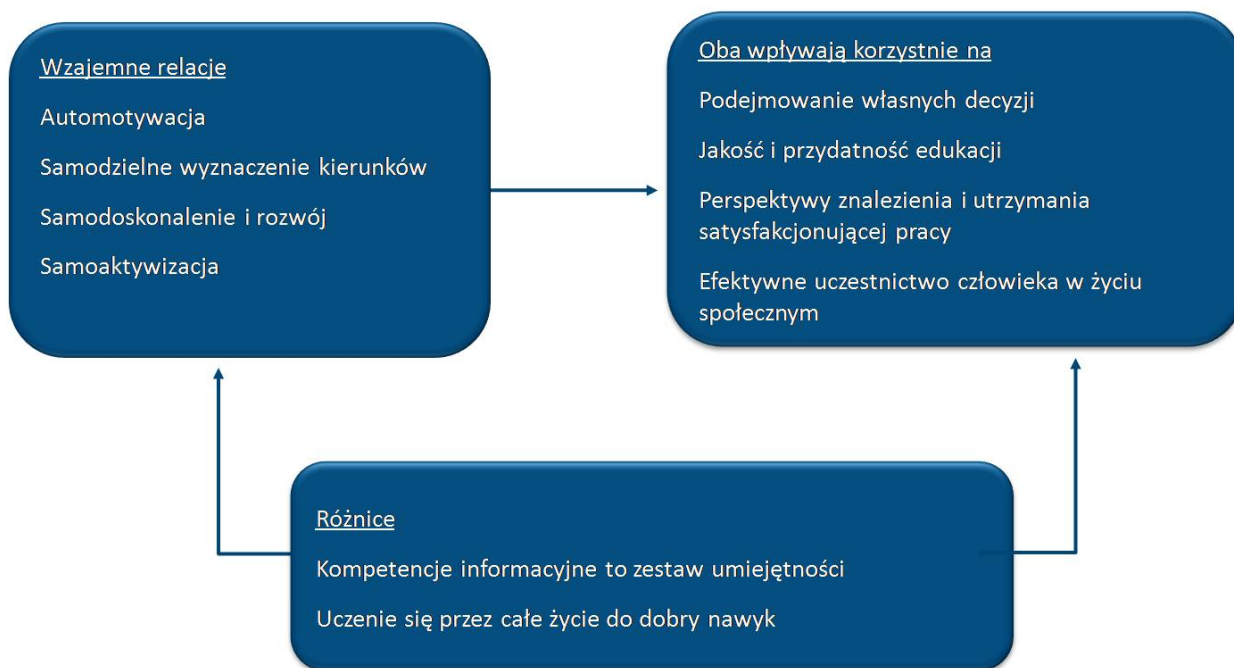 Wzajemne relacje
Automotywacja
Samodzielne wyznaczenie kierunków
Samodoskonalenie i rozwój
Samoaktywizacja
Oba wpływają korzystnie na
Podejmowanie własnych decyzji
Jakość i przydatność edukacji
Perspektywy znalezienia i utrzymania
satysfakcjonującej pracy
Efektywne uczestnictwo człowieka w życiu
społecznym
Różnice
Kompetencje informacyjne to zestaw umiejętności
Uczenie się przez całe życie do dobry nawyk